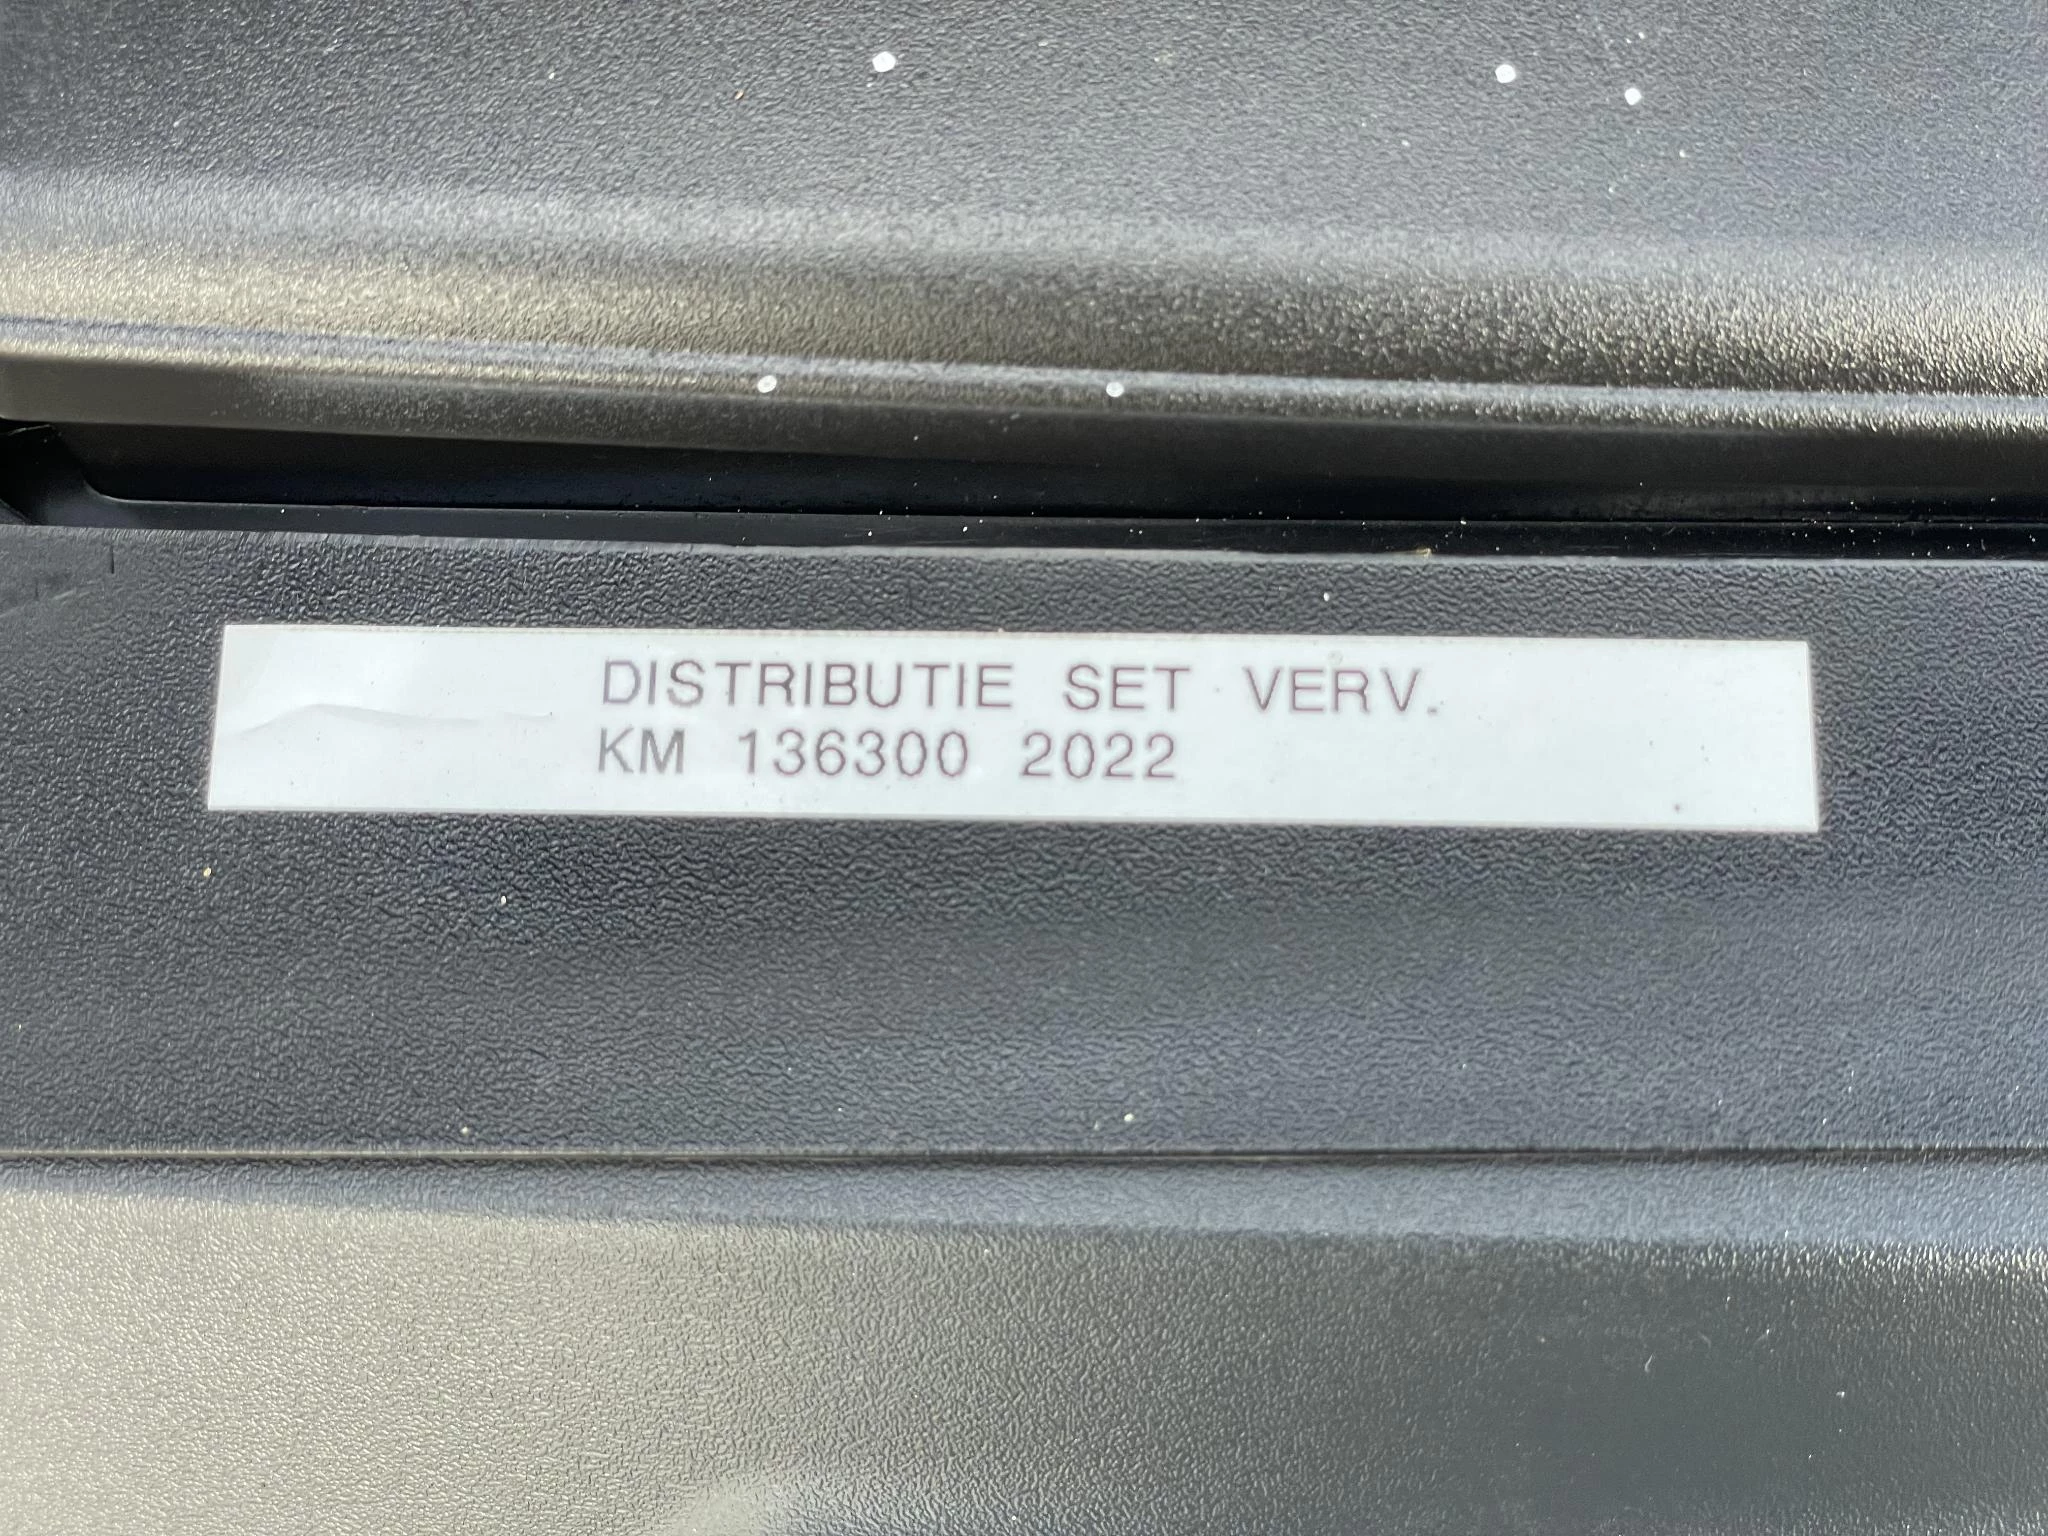 DISTRIBUTIE SET VERV.
KM 136300 2022